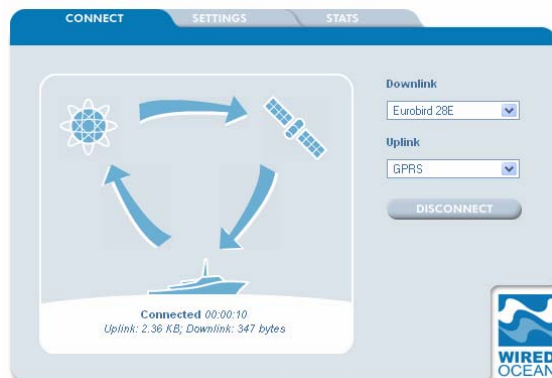 CONNECT SETTINGS STATS
Downlink
Eurobird 28E
Uplink
GPRS
DISCONNECT
Connected 00:00:10
Uplink: 2.36 KB; Downlink: 347 bytes
WIRED
OCEAN